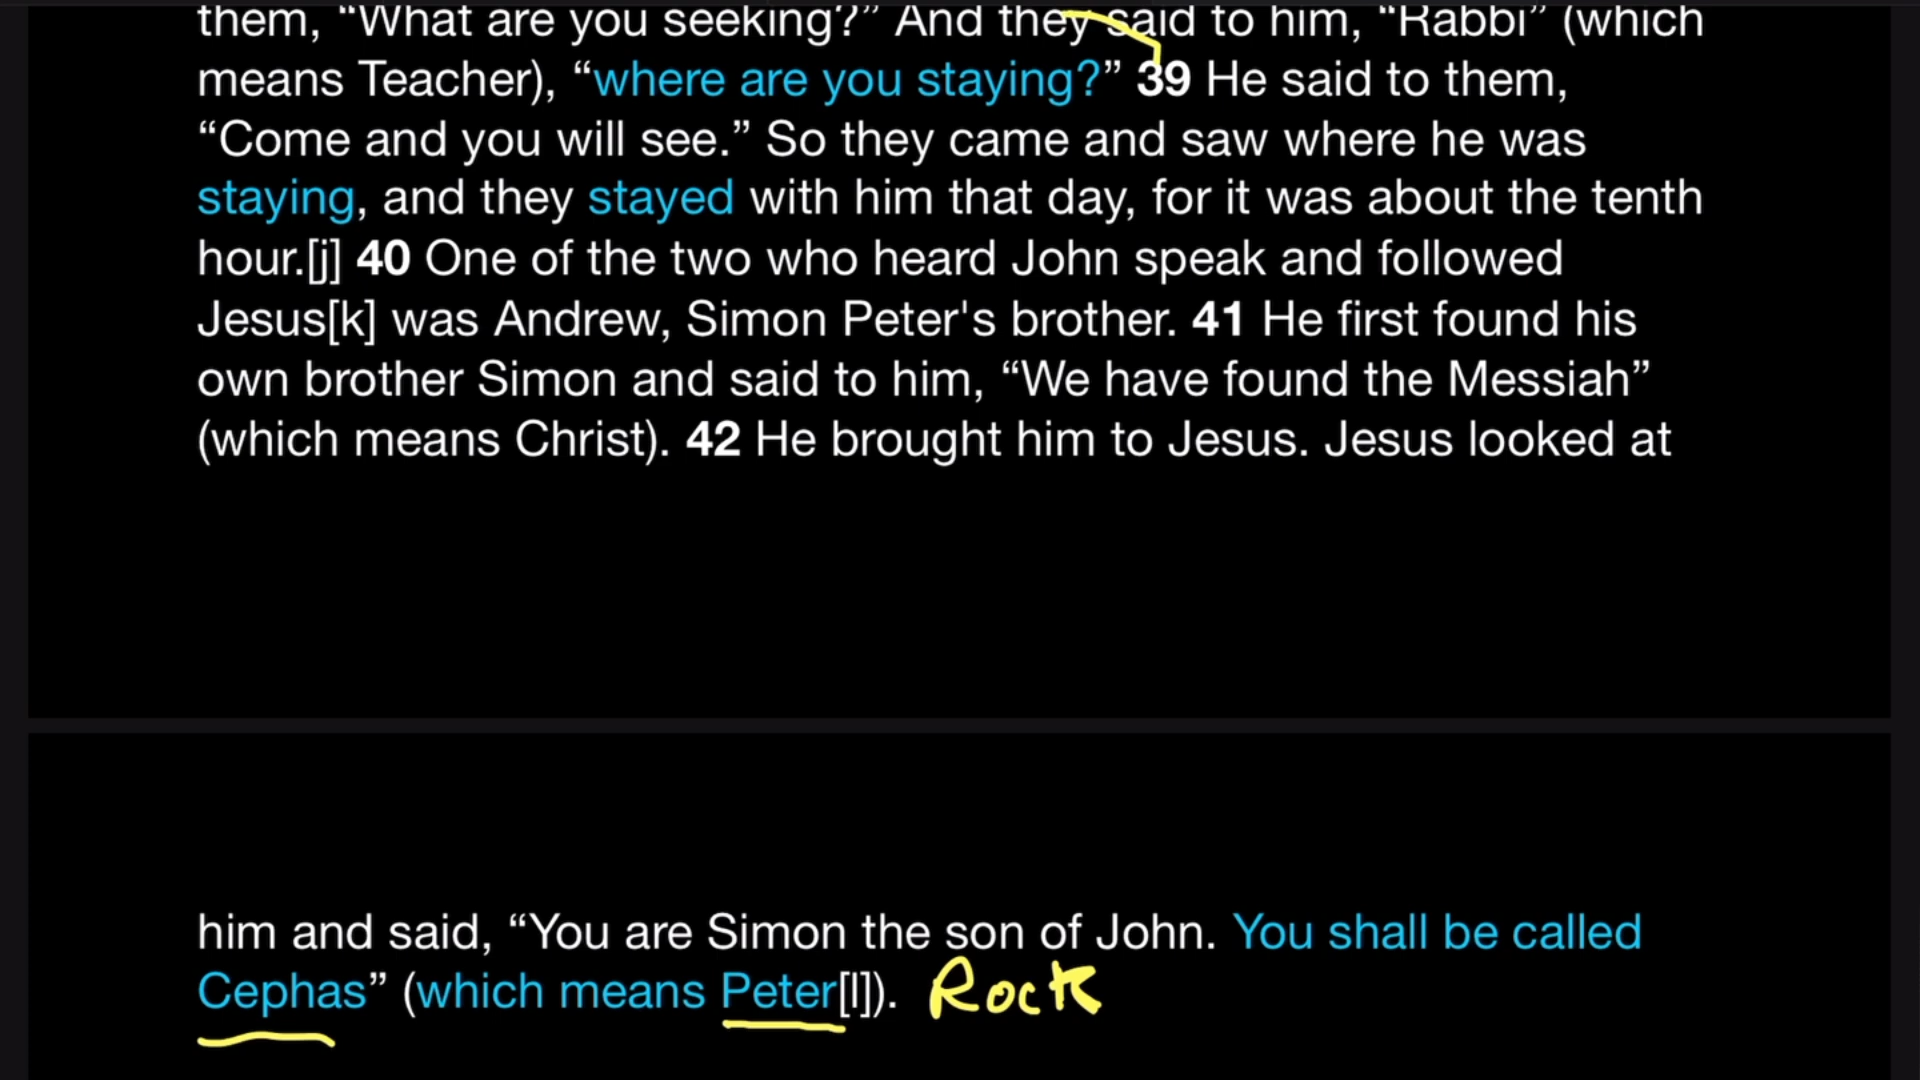 them, “What are you seeking?” And they said to him, “Rabbi” (which
means Teacher), “where are you staying?” 39 He said to them,
“Come and you will see.” So they came and saw where he was
staying, and they stayed with him that day, for it was about the tenth
hour.[j] 40 One of the two who heard John speak and followed
Jesus[k] was Andrew, Simon Peter's brother. 41 He first found his
own brother Simon and said to him, “We have found the Messiah”
(which means Christ). 42 He brought him to Jesus. Jesus looked at
him and said, “You are Simon the son of John. You shall be called
Cephas” (which means Peter[l]). Rock